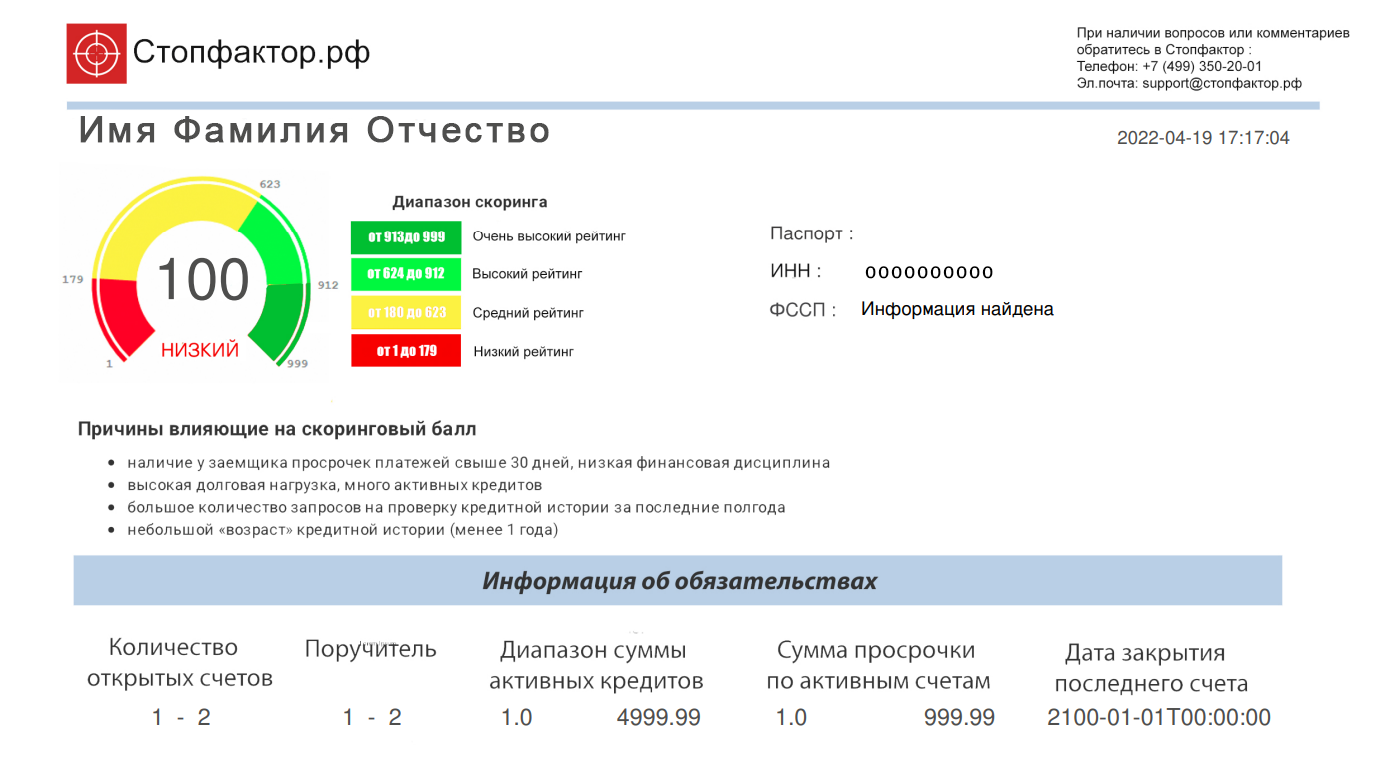 Стопфактор.рф
При наличии вопросов или комментариев
обратитесь в Стопфактор :
Телефон: +7 (499) 350-20-01
Эл.почта: support@стопфактор.рф
Имя Фамилия Отчество
2022-04-19 17:17:04
623
179
912
1
999
100
НИЗКИЙ
Диапазон скоринга
от 913до 999 Очень высокий рейтинг
от 624 до 912 Высокий рейтинг
от 180 до 623 Средний рейтинг
от 1 до 179 Низкий рейтинг
Паспорт :
ИНН : 0000000000
ФССП : Информация найдена
Причины влияющие на скоринговый балл
• наличие у заемщика просрочек платежей свыше 30 дней, низкая финансовая дисциплина
• высокая долговая нагрузка, много активных кредитов
• большое количество запросов на проверку кредитной истории за последние полгода
• небольшой «возраст» кредитной истории (менее 1 года)
Информация об обязательствах
Количество
открытых счетов
Поручитель
Диапазон суммы
активных кредитов
Сумма просрочки
по активным счетам
Дата закрытия
последнего счета
1 - 2
1 - 2
1.0 4999.99
1.0 999.99
2100-01-01T00:00:00